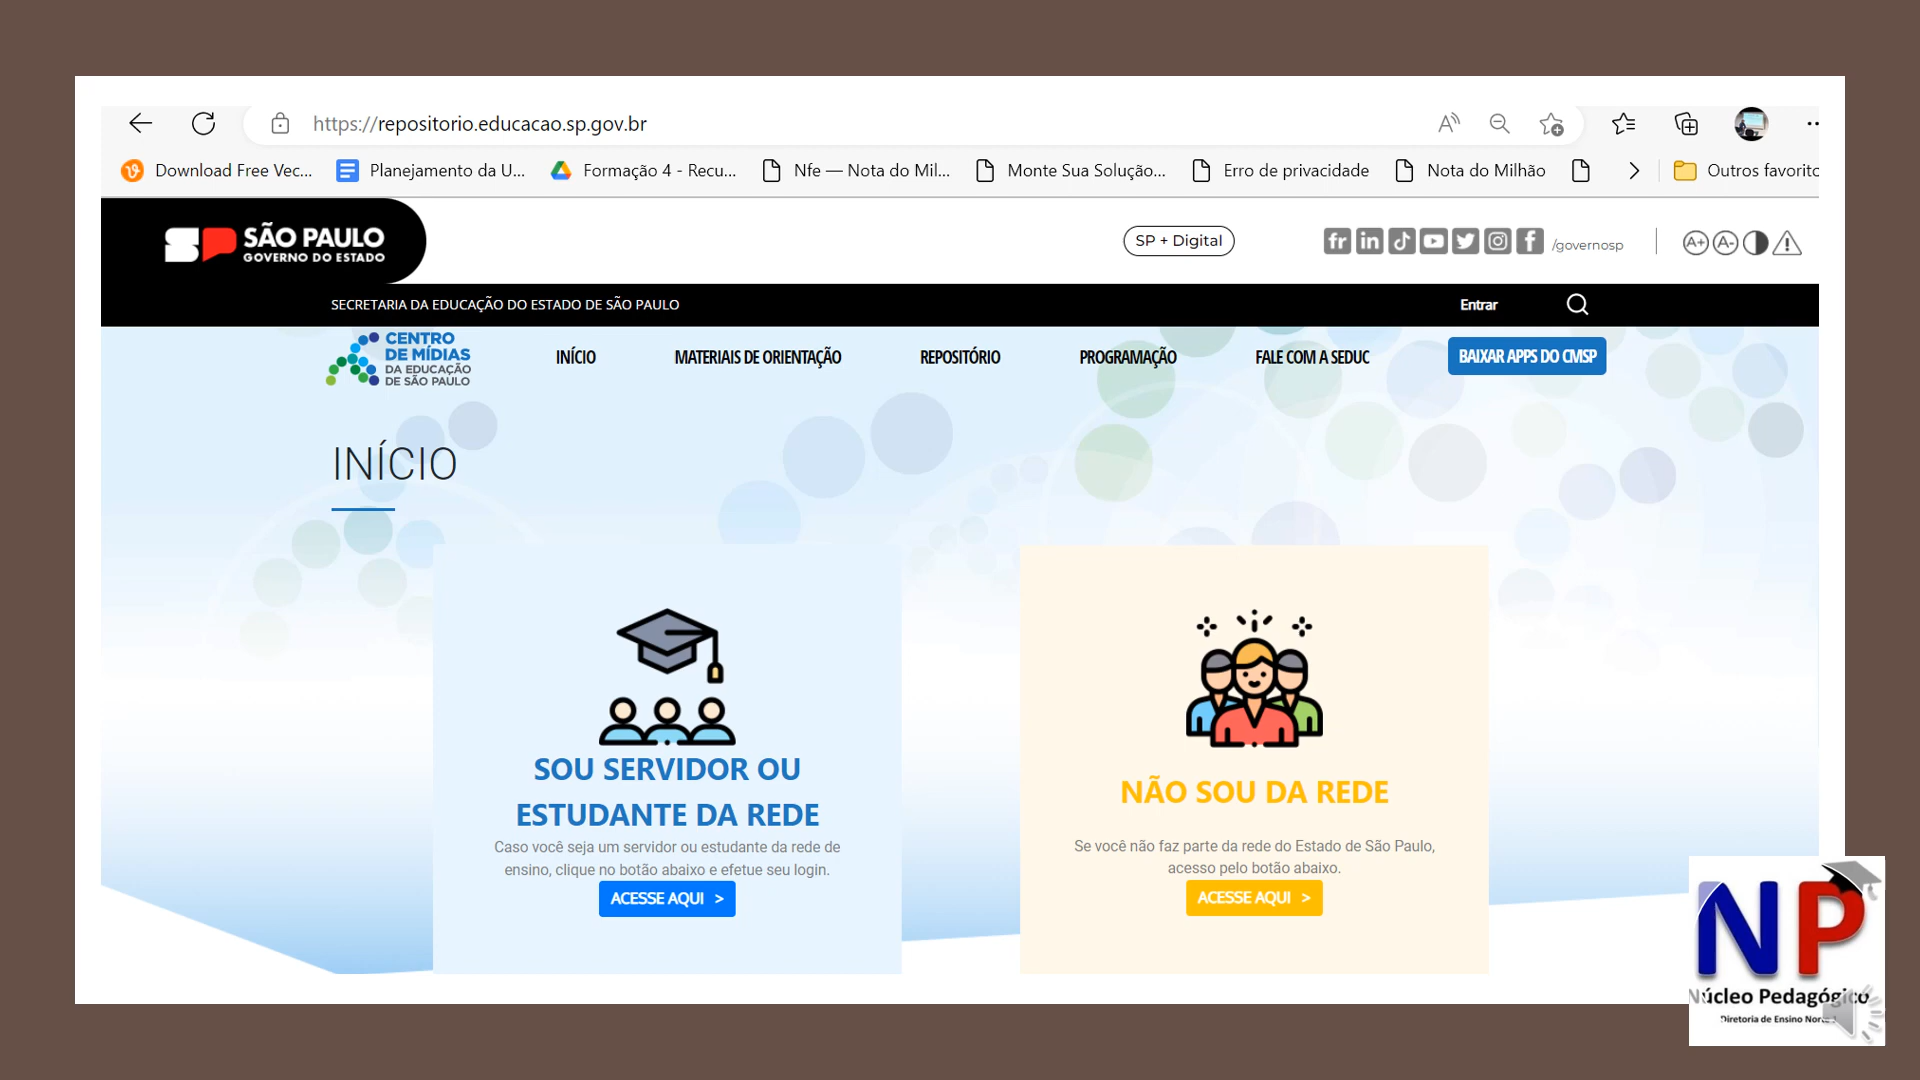 https://repositorio.educacao.sp.gov.br
Download Free Vec... Planejamento da U... Formação 4 - Recu... Nfe — Nota do Mil... Monte Sua Solução... Erro de privacidade Nota do Milhão Outros favorito
SÃO PAULO
GOVERNO DO ESTADO
SP + Digital
/governosp
A+ A-
SECRETARIA DA EDUCAÇÃO DO ESTADO DE SÃO PAULO Entrar
CENTRO
DE MÍDIAS
DA EDUCAÇÃO
DE SÃO PAULO
INÍCIO MATERIAIS DE ORIENTAÇÃO REPOSITÓRIO PROGRAMAÇÃO FALE COM A SEDUC BAIXAR APPS DO CMSP
INÍCIO
SOU SERVIDOR OU
ESTUDANTE DA REDE
Caso você seja um servidor ou estudante da rede de
ensino, clique no botão abaixo e efetue seu login.
ACESSE AQUI >
NÃO SOU DA REDE
Se você não faz parte da rede do Estado de São Paulo,
acesso pelo botão abaixo.
ACESSE AQUI >
NP
Núcleo Pedagógico
Diretoria de Ensino